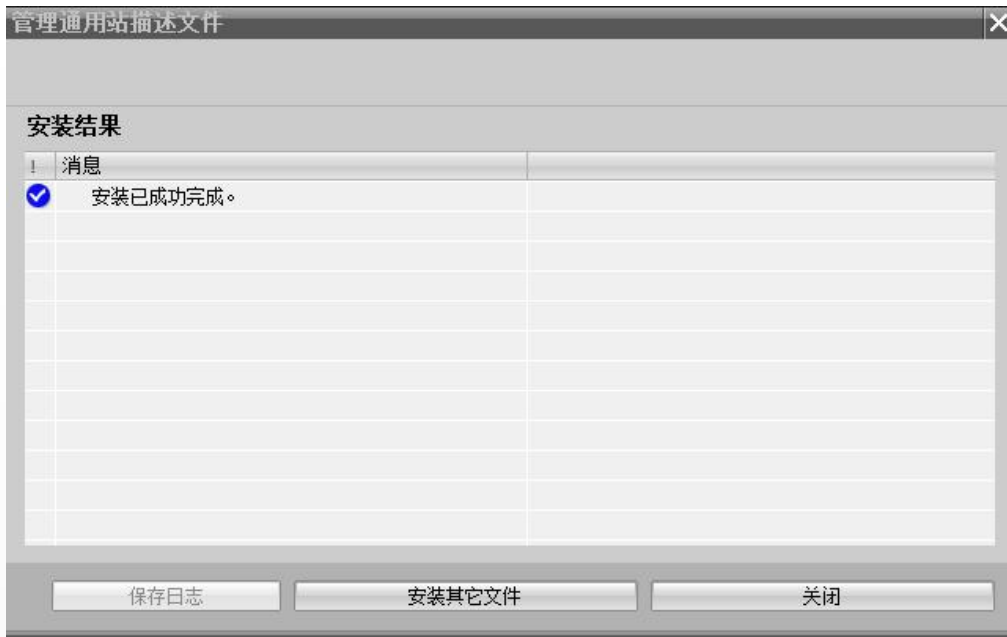 管理通用站描述文件
安装结果
! 消息
安装已成功完成。
保存日志 安装其它文件 关闭